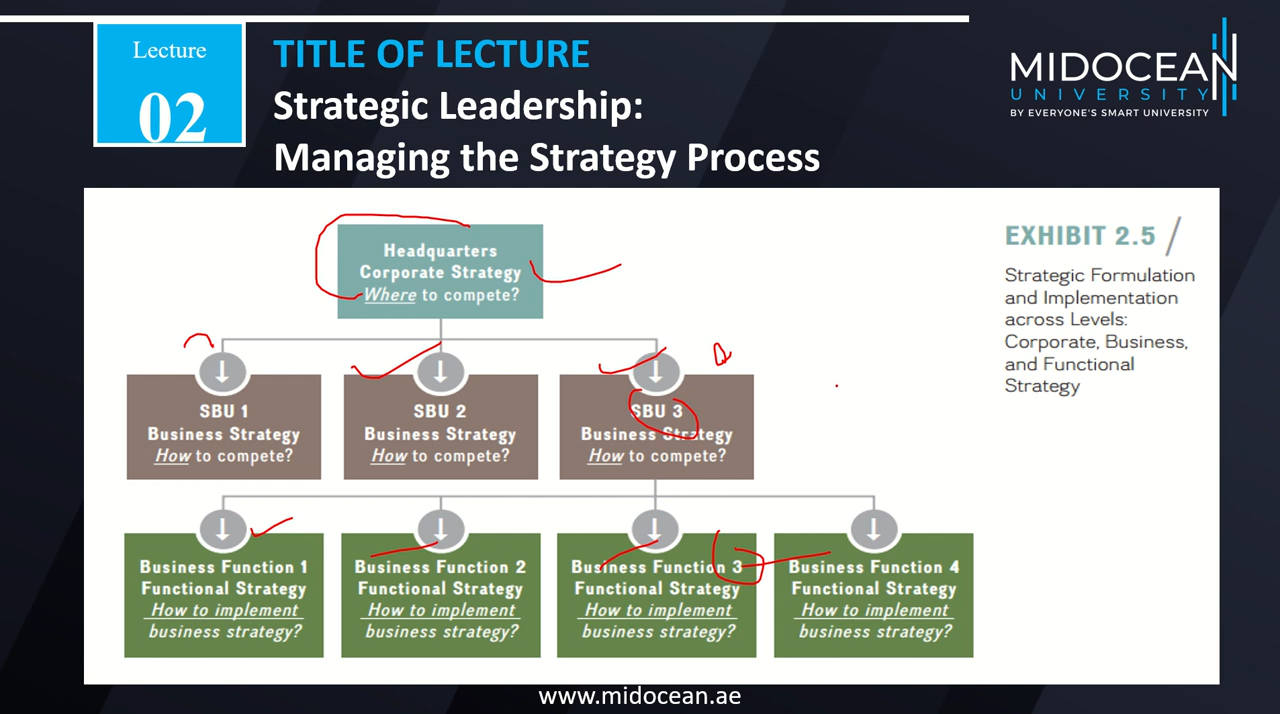 Lecture
02
TITLE OF LECTURE
Strategic Leadership:
Managing the Strategy Process
MIDOCEAN
UNIVERSITY
BY EVERYONE'S SMART UNIVERSITY
Headquarters
Corporate Strategy
Where to compete?
EXHIBIT 2.5 /
Strategic Formulation
and Implementation
across Levels:
Corporate, Business,
and Functional
Strategy
SBU 1
Business Strategy
How to compete?
SBU 2
Business Strategy
How to compete?
SBU 3
Business Strategy
How to compete?
Business Function 1
Functional Strategy
How to implement
business strategy?
Business Function 2
Functional Strategy
How to implement
business strategy?
Business Function 3
Functional Strategy
How to implement
business strategy?
Business Function 4
Functional Strategy
How to implement
business strategy?
www.midocean.ae